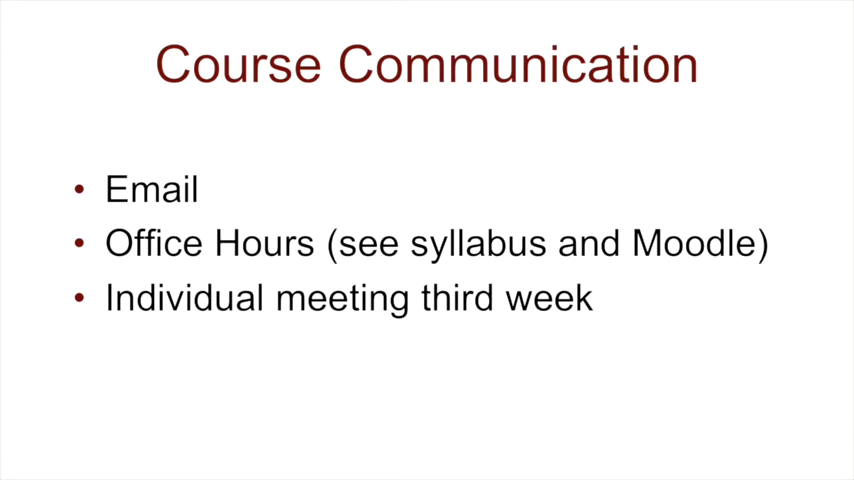 Course Communication
• Email
• Office Hours (see syllabus and Moodle)
• Individual meeting third week